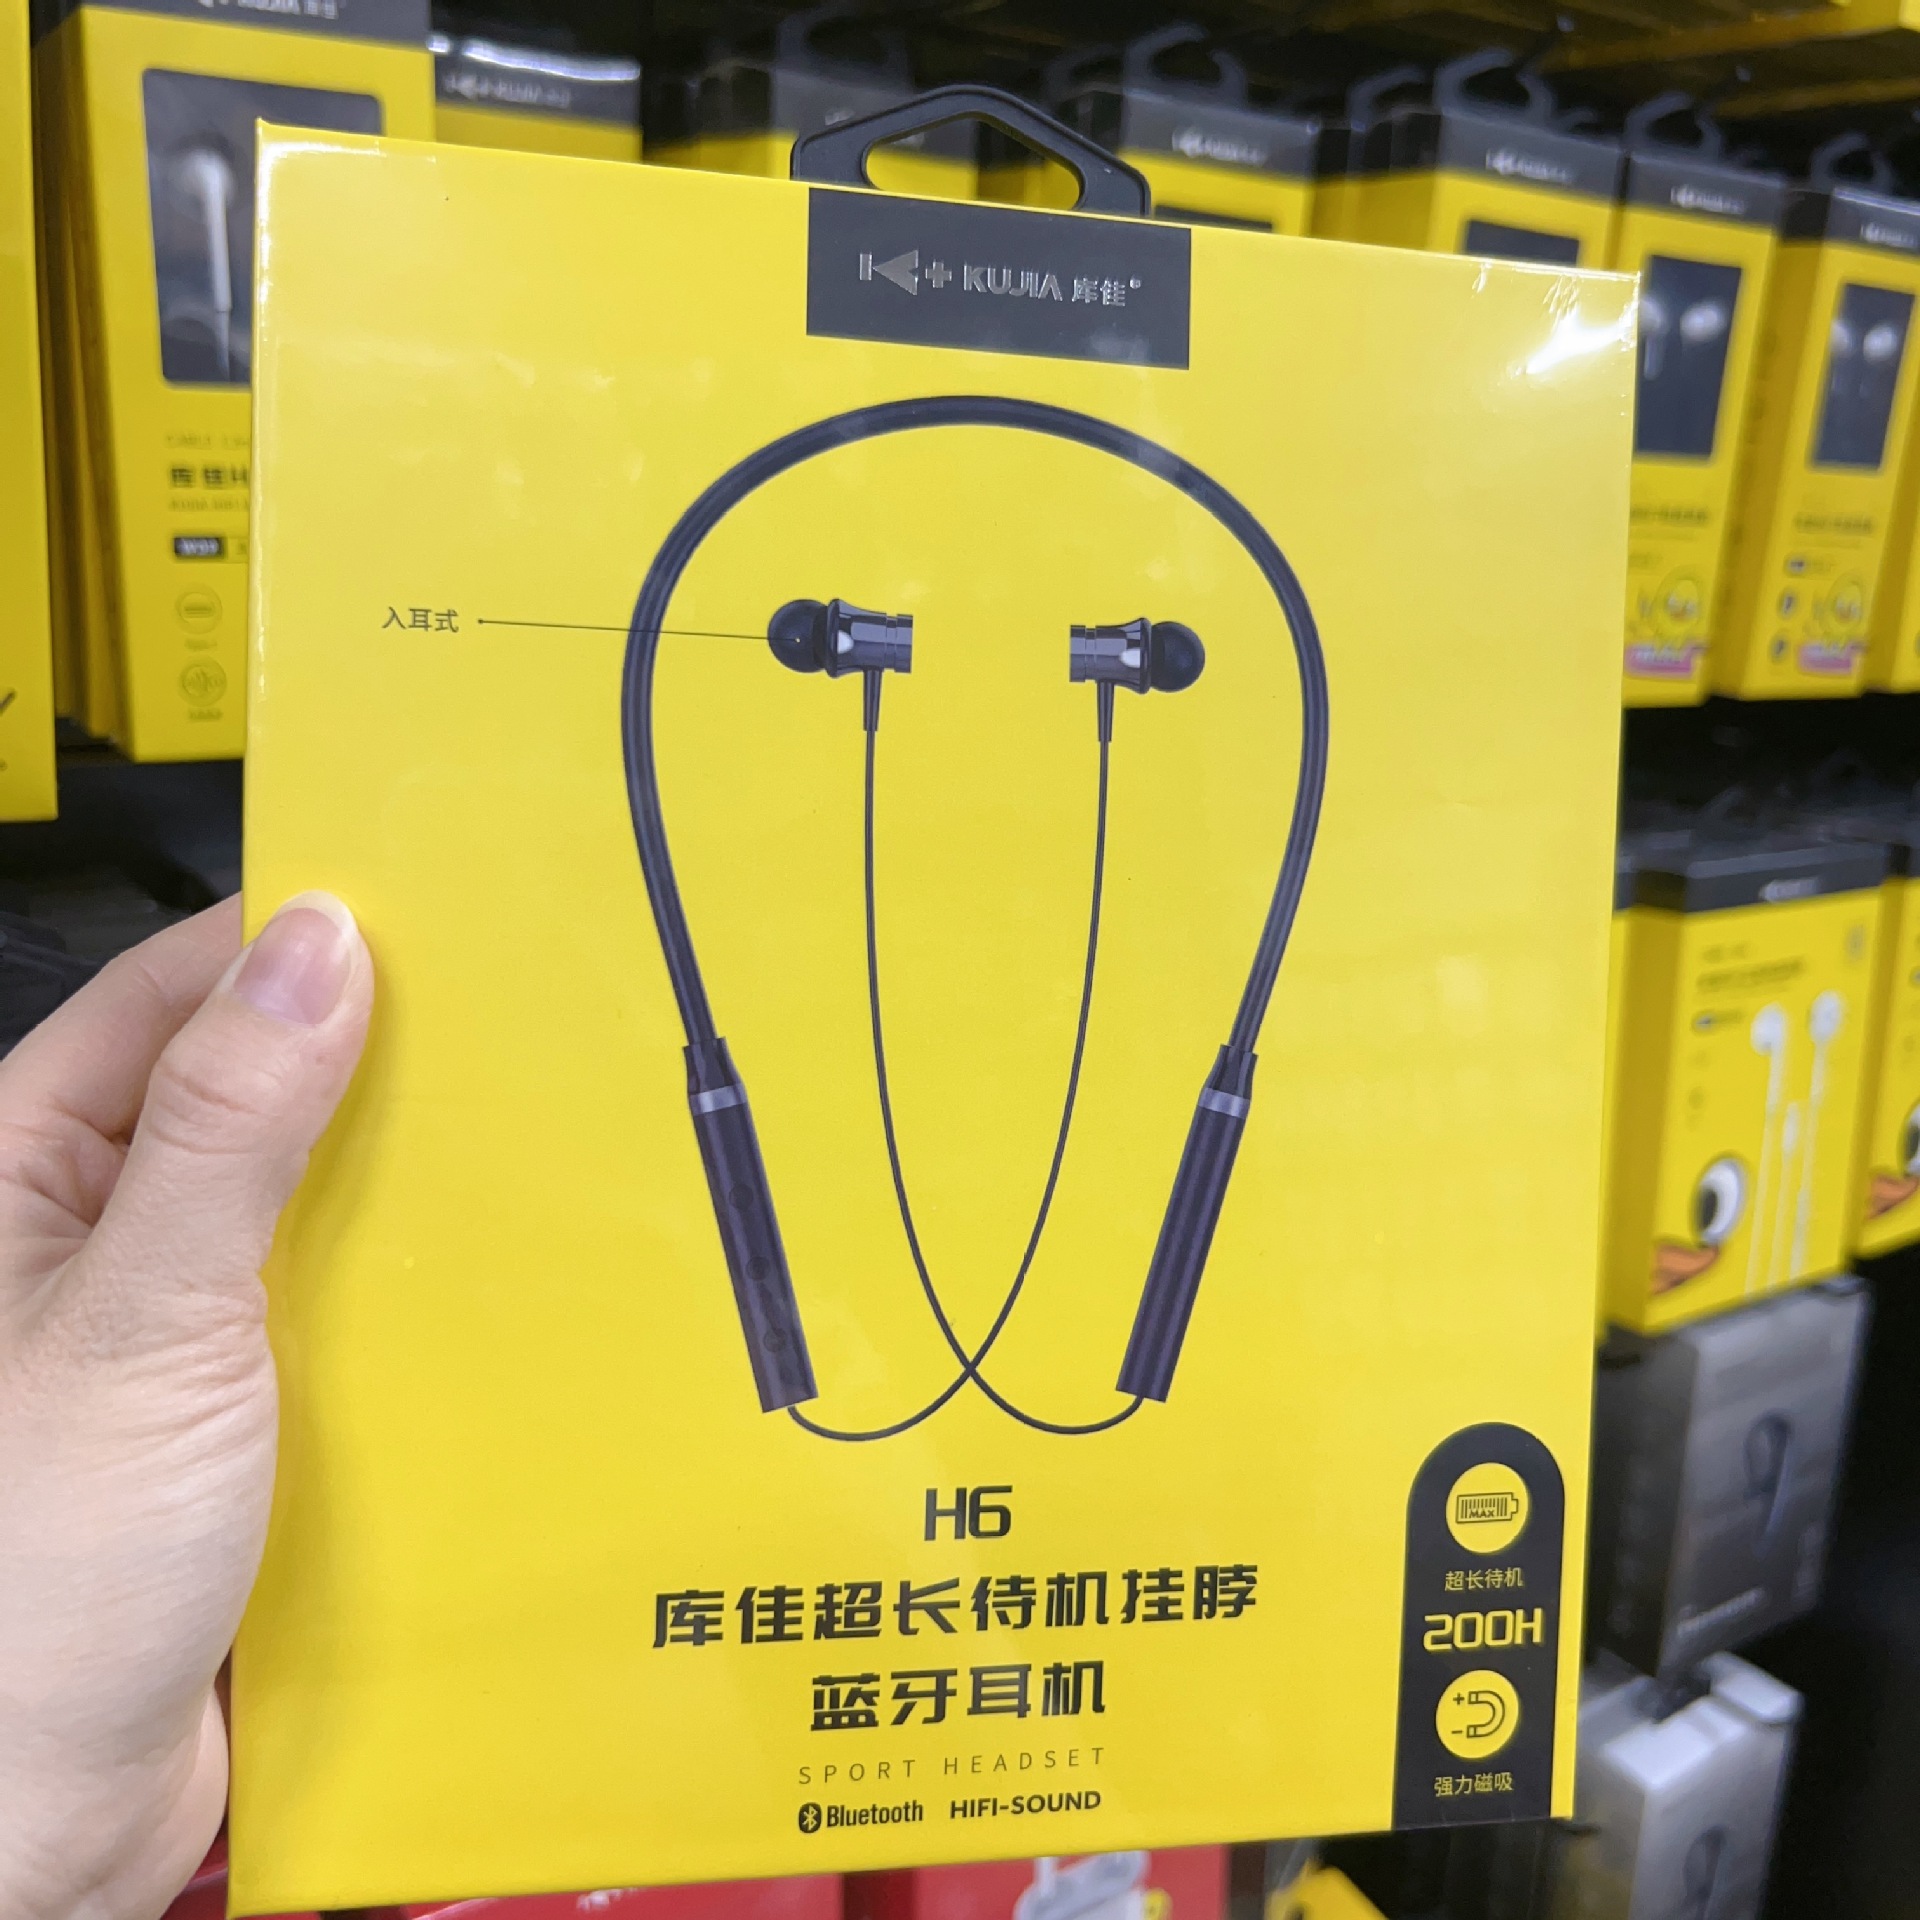 K+ KUJIA 库佳®
入耳式
H6
库佳超长待机挂脖
蓝牙耳机
SPORT HEADSET
Bluetooth HIFI-SOUND
MAX
超长待机
200H
强力磁吸